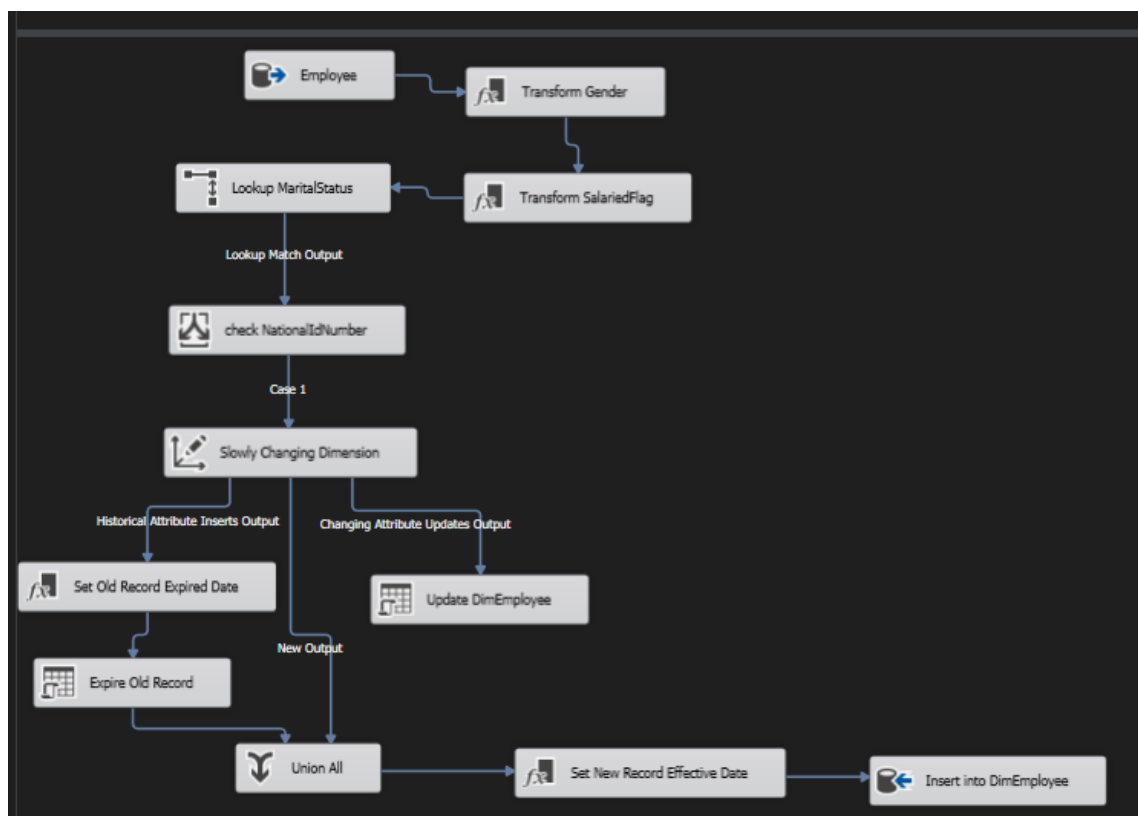 Employee
Transform Gender
Lookup MaritalStatus
Transform SalariedFlag
Lookup Match Output
check NationalIdNumber
Case 1
Slowly Changing Dimension
Historical Attribute Inserts Output
Changing Attribute Updates Output
Set Old Record Expired Date
Update DimEmployee
New Output
Expire Old Record
Union All
Set New Record Effective Date
Insert into DimEmployee